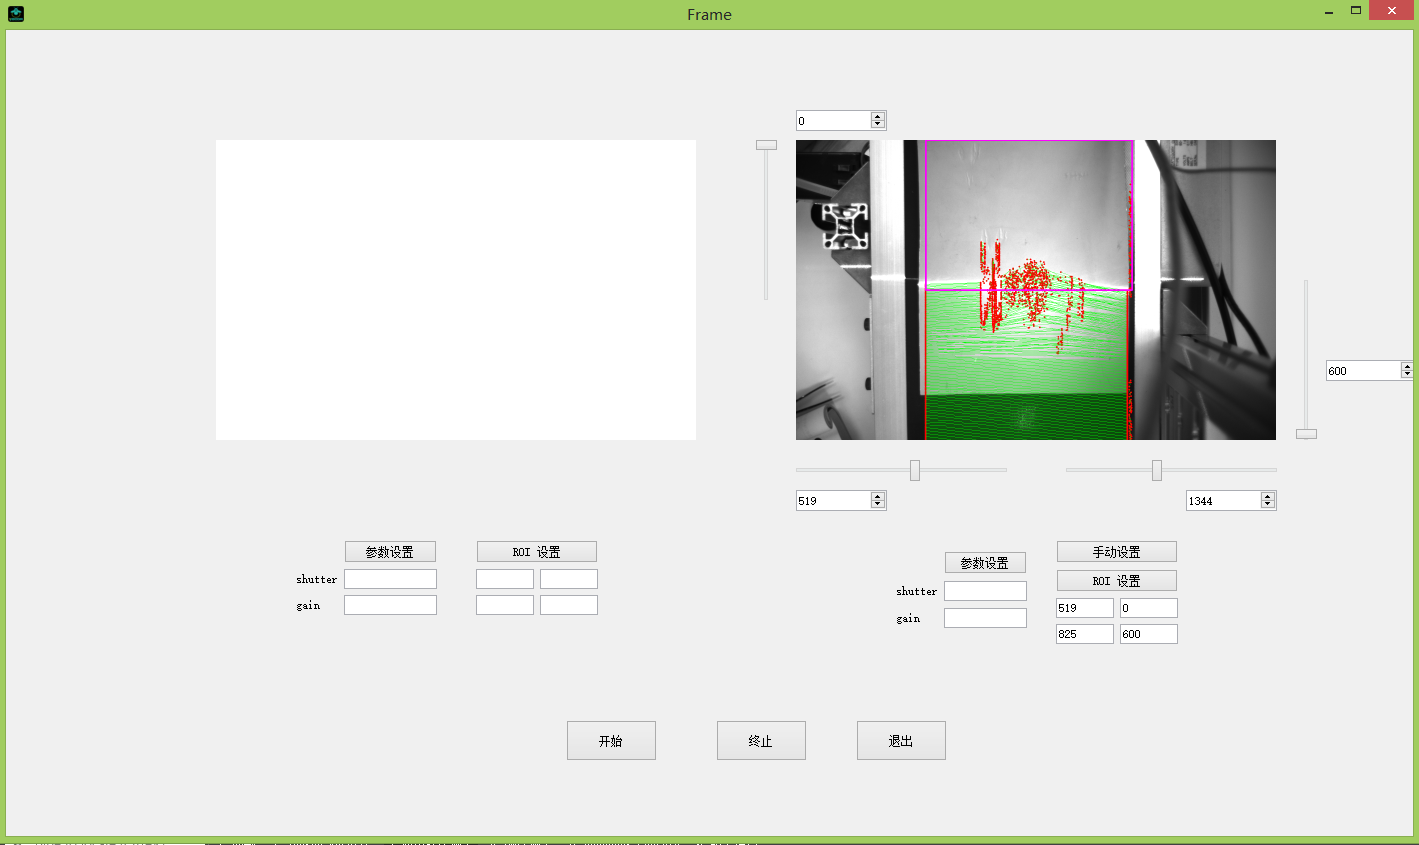 Frame
0
600
519
1344
参数设置
ROI 设置
shutter
gain
参数设置
shutter
gain
手动设置
ROI 设置
519 0
825 600
开始
终止
退出